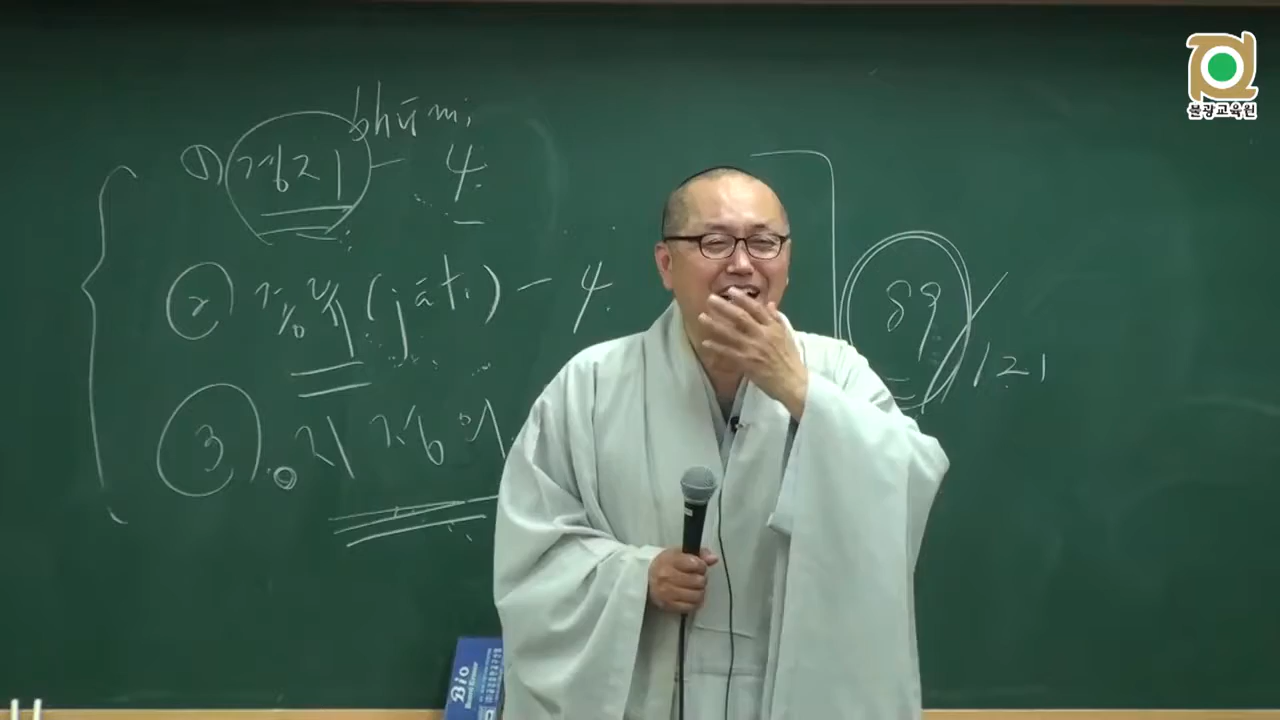 bhūmi
① 경지 - 4
② 종류 (jāti) - 4
③
89/121
Bio
불광교육원